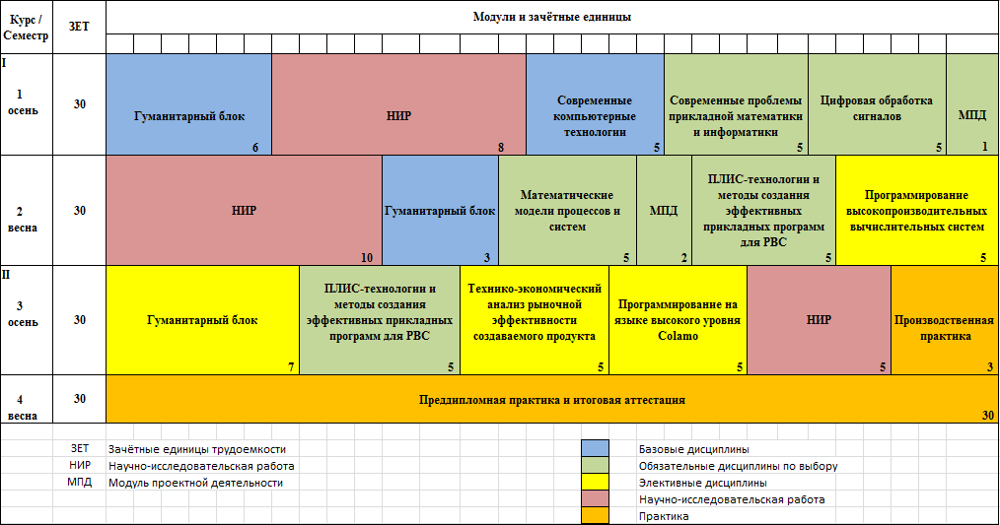 Курс /
Семестр
ЗЕТ
Модули и зачётные единицы
I
1
осень
30
Гуманитарный блок
6
НИР
8
Современные
компьютерные
технологии
5
Современные проблемы
прикладной математики
и информатики
5
Цифровая обработка
сигналов
5
МПД
1
2
весна
30
НИР
10
Гуманитарный блок
3
Математические
модели процессов и
систем
5
МПД
2
ПЛИС-технологии и
методы создания
эффективных
прикладных программ
для РВС
5
Программирование
высокопроизводительных
вычислительных систем
5
II
3
осень
30
Гуманитарный блок
7
ПЛИС-технологии и
методы создания
эффективных прикладных
программ для РВС
5
Технико-экономический
анализ рыночной
эффективности
создаваемого продукта
5
Программирование на
языке высокого уровня
Colamo
5
НИР
5
Производственная
практика
3
4
весна
30
Преддипломная практика и итоговая аттестация
30
ЗЕТ Зачётные единицы трудоемкости
НИР Научно-исследовательская работа
МПД Модуль проектной деятельности
Базовые дисциплины
Обязательные дисциплины по выбору
Элективные дисциплины
Научно-исследовательская работа
Практика